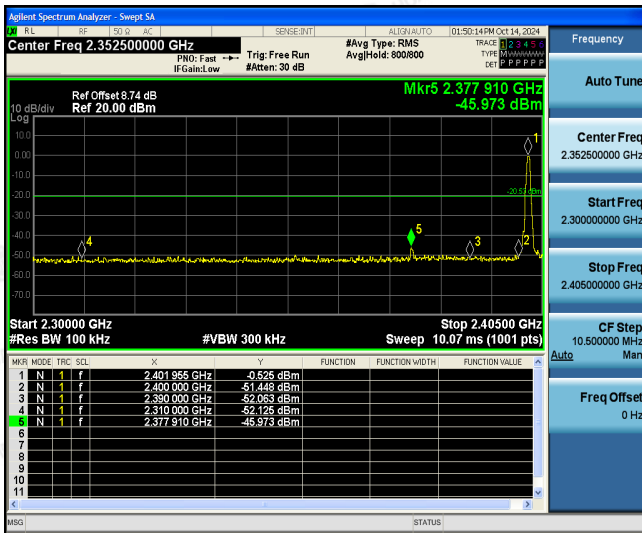 Agilent Spectrum Analyzer - Swept SA
RL RF 50 Ω AC SENSE:INT ALIGN AUTO 01:50:14 PM Oct 14, 2024
Center Freq 2.352500000 GHz
PNO: Fast
IFGain:Low
Trig: Free Run
#Atten: 30 dB
#Avg Type: RMS
Avg|Hold: 800/800
TRACE 1 2 3 4 5 6
TYPE M
DET P P P P P P
Ref Offset 8.74 dB
10 dB/div Ref 20.00 dBm
Log
Mkr5 2.377 910 GHz
-45.973 dBm
10.0
0.00
-10.0
-20.0
-30.0
-40.0
-50.0
-60.0
-70.0
1
2
3
4
5
Start 2.30000 GHz Stop 2.40500 GHz
#Res BW 100 kHz #VBW 300 kHz Sweep 10.07 ms (1001 pts)
MKR MODE TRC SCL X Y FUNCTION FUNCTION WIDTH FUNCTION VALUE
1 N 1 f 2.401 955 GHz -0.525 dBm
2 N 1 f 2.400 000 GHz -51.448 dBm
3 N 1 f 2.390 000 GHz -52.063 dBm
4 N 1 f 2.310 000 GHz -52.125 dBm
5 N 1 f 2.377 910 GHz -45.973 dBm
6
7
8
9
10
11
MSG STATUS
Frequency
Auto Tune
Center Freq
2.352500000 GHz
Start Freq
2.300000000 GHz
Stop Freq
2.405000000 GHz
CF Step
10.500000 MHz
Auto Man
Freq Offset
0 Hz